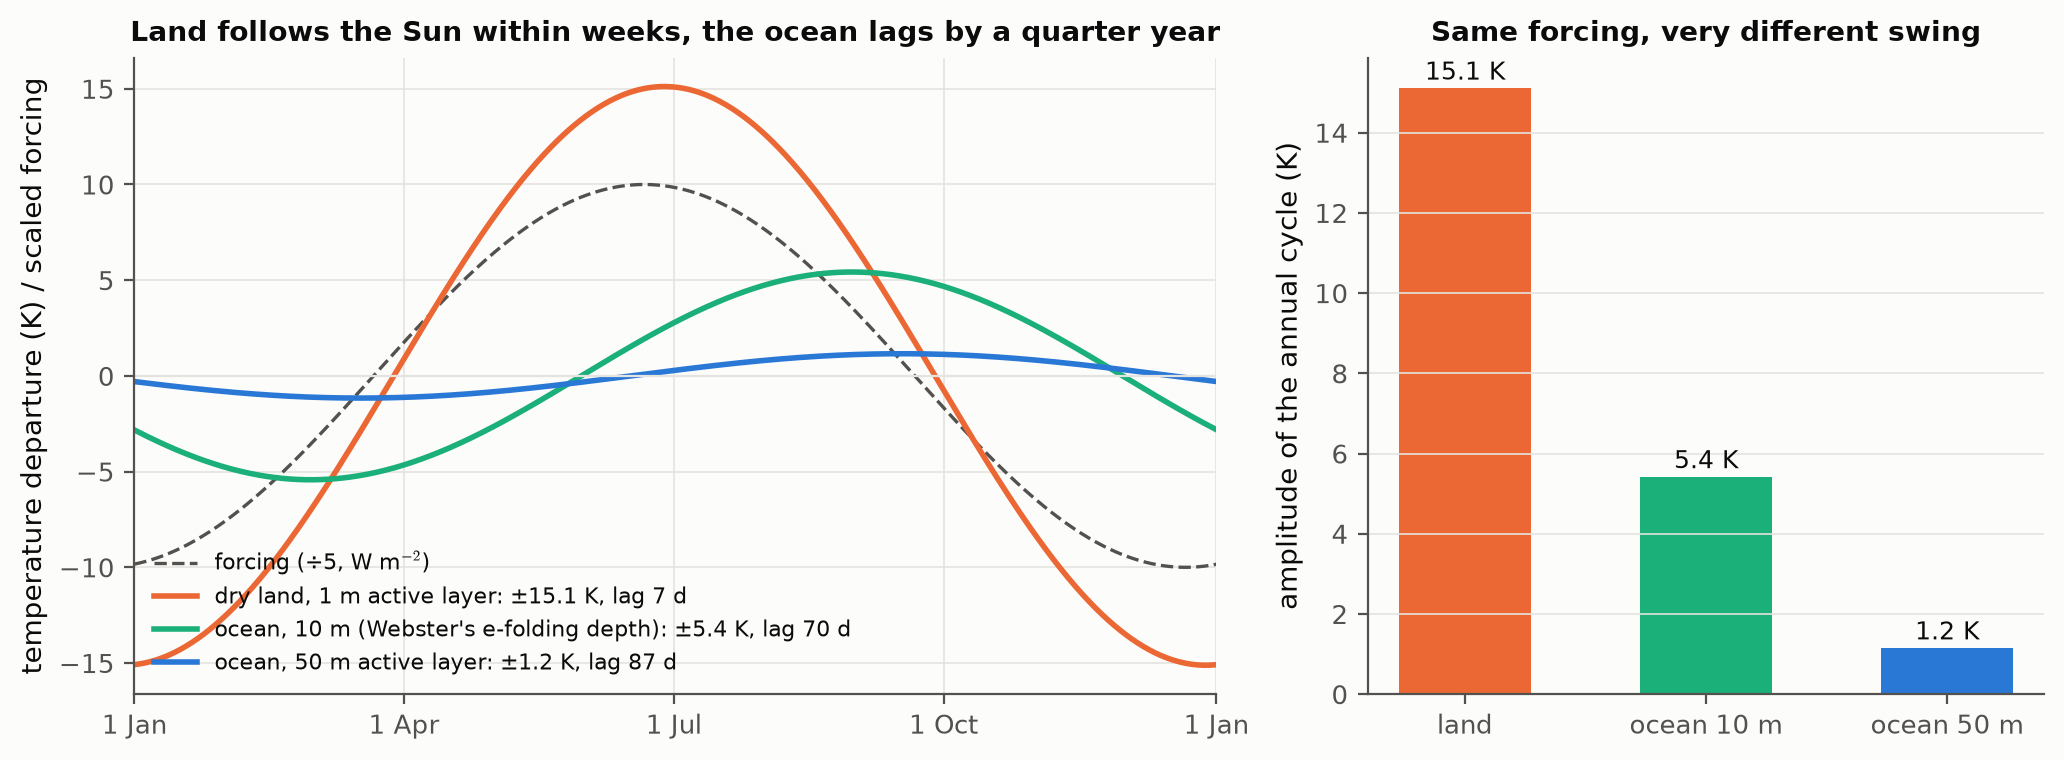 Land follows the Sun within weeks, the ocean lags by a quarter year
temperature departure (K) / scaled forcing
15
10
5
0
−5
−10
−15
forcing (÷5, W m⁻²)
dry land, 1 m active layer: ±15.1 K, lag 7 d
ocean, 10 m (Webster's e-folding depth): ±5.4 K, lag 70 d
ocean, 50 m active layer: ±1.2 K, lag 87 d
1 Jan
1 Apr
1 Jul
1 Oct
1 Jan
Same forcing, very different swing
amplitude of the annual cycle (K)
14
12
10
8
6
4
2
0
15.1 K
5.4 K
1.2 K
land
ocean 10 m
ocean 50 m